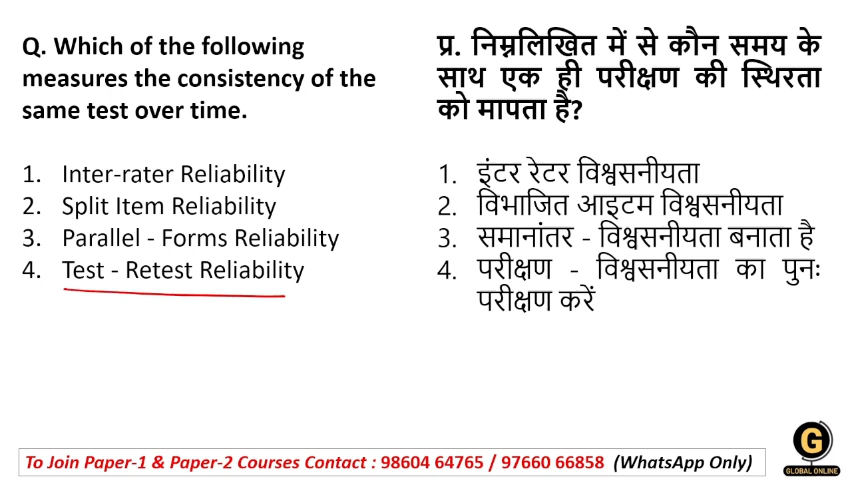 Q. Which of the following
measures the consistency of the
same test over time.
1. Inter-rater Reliability
2. Split Item Reliability
3. Parallel - Forms Reliability
4. Test - Retest Reliability
प्र. निम्नलिखित में से कौन समय के
साथ एक ही परीक्षण की स्थिरता
को मापता है?
1. इंटर रेटर विश्वसनीयता
2. विभाजित आइटम विश्वसनीयता
3. समानांतर - विश्वसनीयता बनाता है
4. परीक्षण - विश्वसनीयता का पुनः
परीक्षण करें
To Join Paper-1 & Paper-2 Courses Contact : 98604 64765 / 97660 66858 (WhatsApp Only)
G
GLOBAL ONLINE